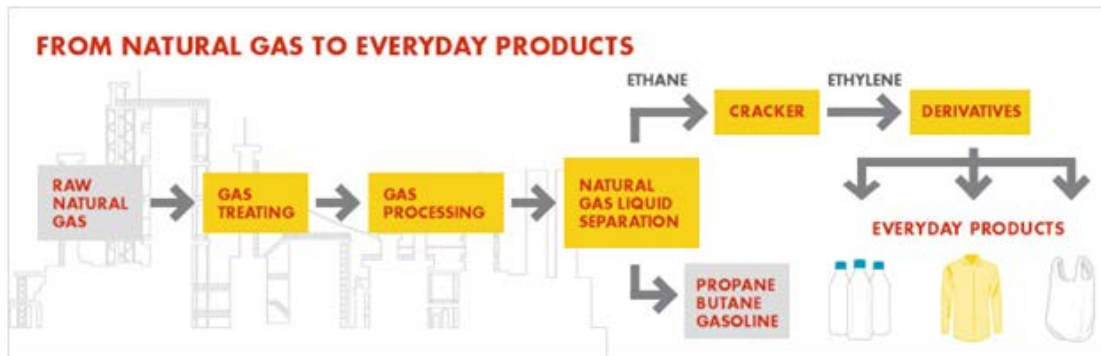 FROM NATURAL GAS TO EVERYDAY PRODUCTS
RAW
NATURAL
GAS
GAS
TREATING
GAS
PROCESSING
NATURAL
GAS LIQUID
SEPARATION
ETHANE
CRACKER
ETHYLENE
DERIVATIVES
EVERYDAY PRODUCTS
PROPANE
BUTANE
GASOLINE